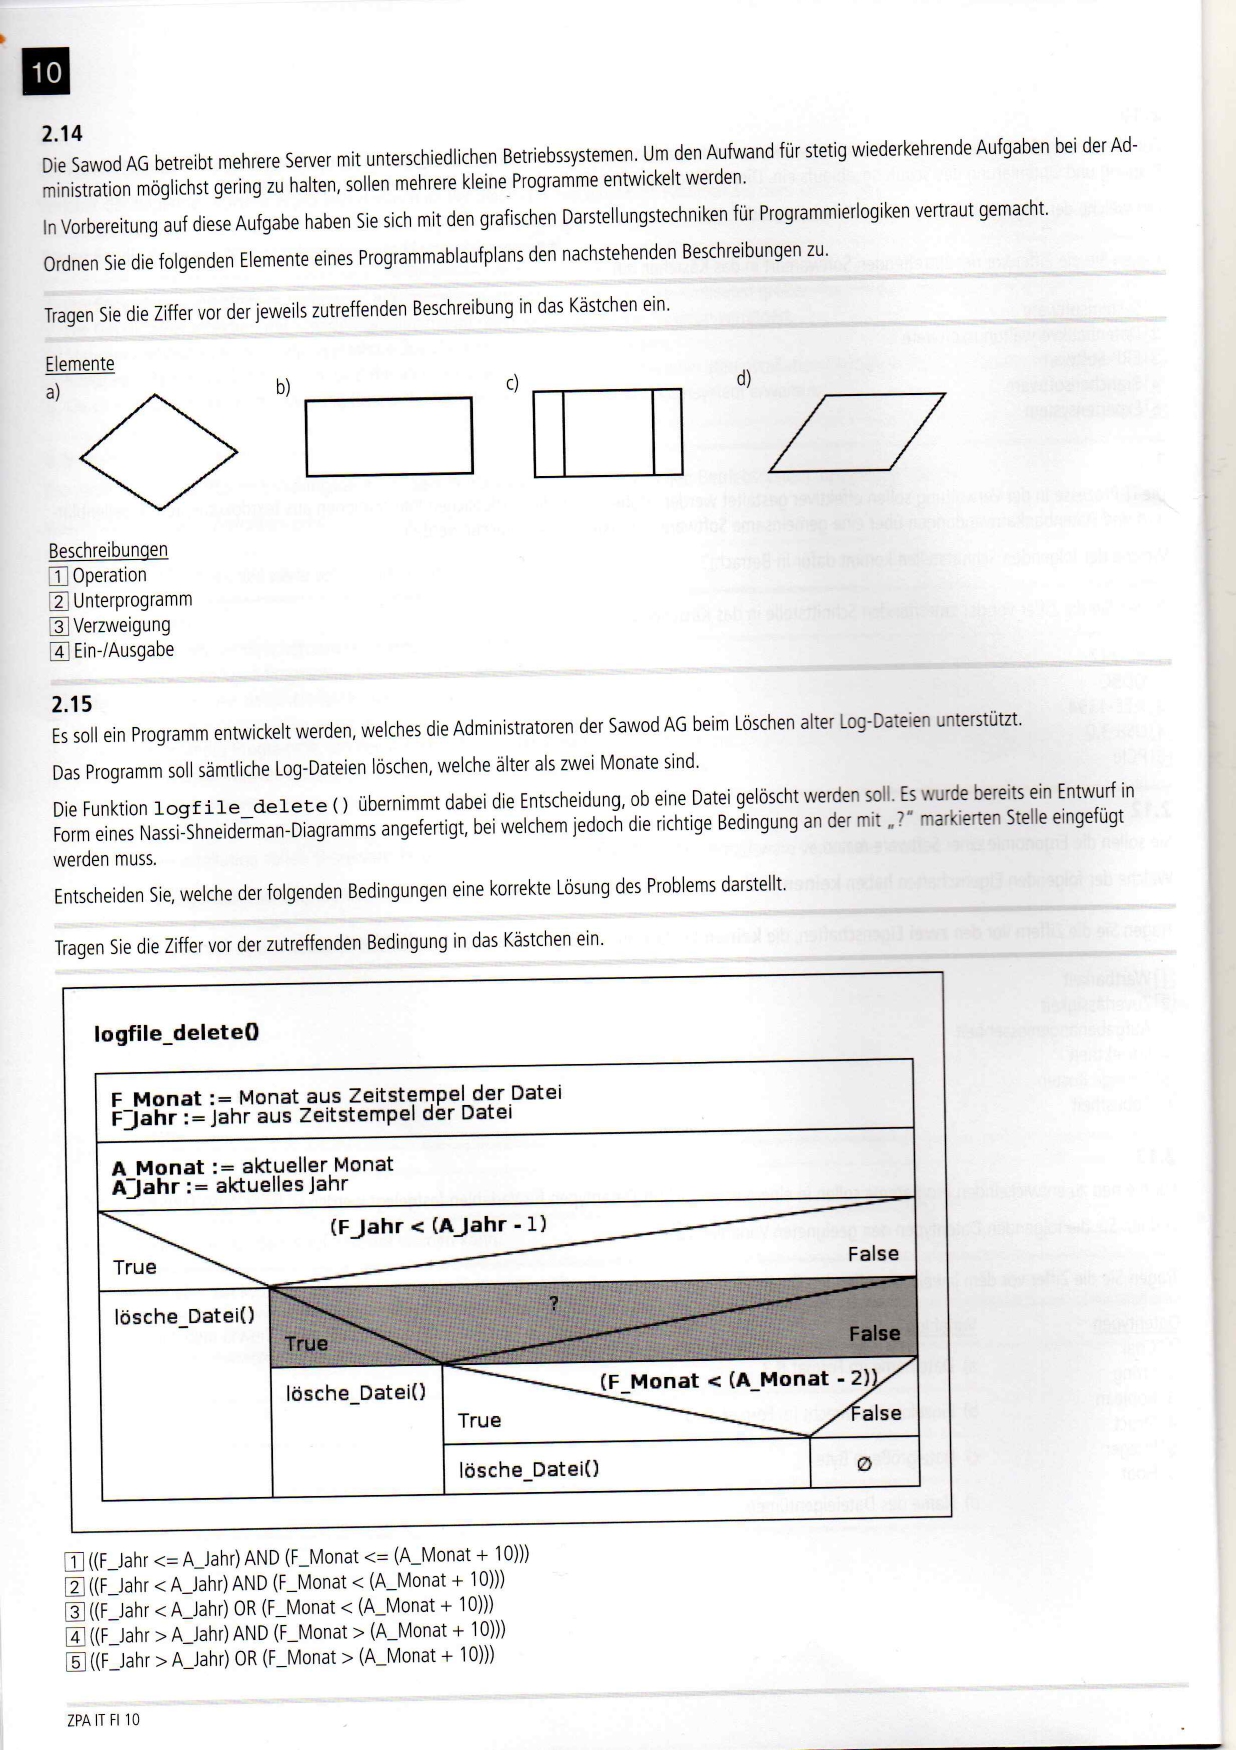 10
2.14
Die Sawod AG betreibt mehrere Server mit unterschiedlichen Betriebssystemen. Um den Aufwand für stetig wiederkehrende Aufgaben bei der Ad-
ministration möglichst gering zu halten, sollen mehrere kleine Programme entwickelt werden.
In Vorbereitung auf diese Aufgabe haben Sie sich mit den grafischen Darstellungstechniken für Programmierlogiken vertraut gemacht.
Ordnen Sie die folgenden Elemente eines Programmablaufplans den nachstehenden Beschreibungen zu.
Tragen Sie die Ziffer vor der jeweils zutreffenden Beschreibung in das Kästchen ein.
Elemente
a) b) c) d)
Beschreibungen
1 Operation
2 Unterprogramm
3 Verzweigung
4 Ein-/Ausgabe
2.15
Es soll ein Programm entwickelt werden, welches die Administratoren der Sawod AG beim Löschen alter Log-Dateien unterstützt.
Das Programm soll sämtliche Log-Dateien löschen, welche älter als zwei Monate sind.
Die Funktion logfile_delete() übernimmt dabei die Entscheidung, ob eine Datei gelöscht werden soll. Es wurde bereits ein Entwurf in
Form eines Nassi-Shneiderman-Diagramms angefertigt, bei welchem jedoch die richtige Bedingung an der mit „?" markierten Stelle eingefügt
werden muss.
Entscheiden Sie, welche der folgenden Bedingungen eine korrekte Lösung des Problems darstellt.
Tragen Sie die Ziffer vor der zutreffenden Bedingung in das Kästchen ein.
logfile_delete()
F_Monat := Monat aus Zeitstempel der Datei
F_Jahr := Jahr aus Zeitstempel der Datei
A_Monat := aktueller Monat
A_Jahr := aktuelles Jahr
(F_Jahr < (A_Jahr - 1)
True False
lösche_Datei() ?
True False
lösche_Datei() (F_Monat < (A_Monat - 2))
True False
lösche_Datei() ∅
1 ((F_Jahr <= A_Jahr) AND (F_Monat <= (A_Monat + 10)))
2 ((F_Jahr < A_Jahr) AND (F_Monat < (A_Monat + 10)))
3 ((F_Jahr < A_Jahr) OR (F_Monat < (A_Monat + 10)))
4 ((F_Jahr > A_Jahr) AND (F_Monat > (A_Monat + 10)))
5 ((F_Jahr > A_Jahr) OR (F_Monat > (A_Monat + 10)))
ZPA IT FI 10